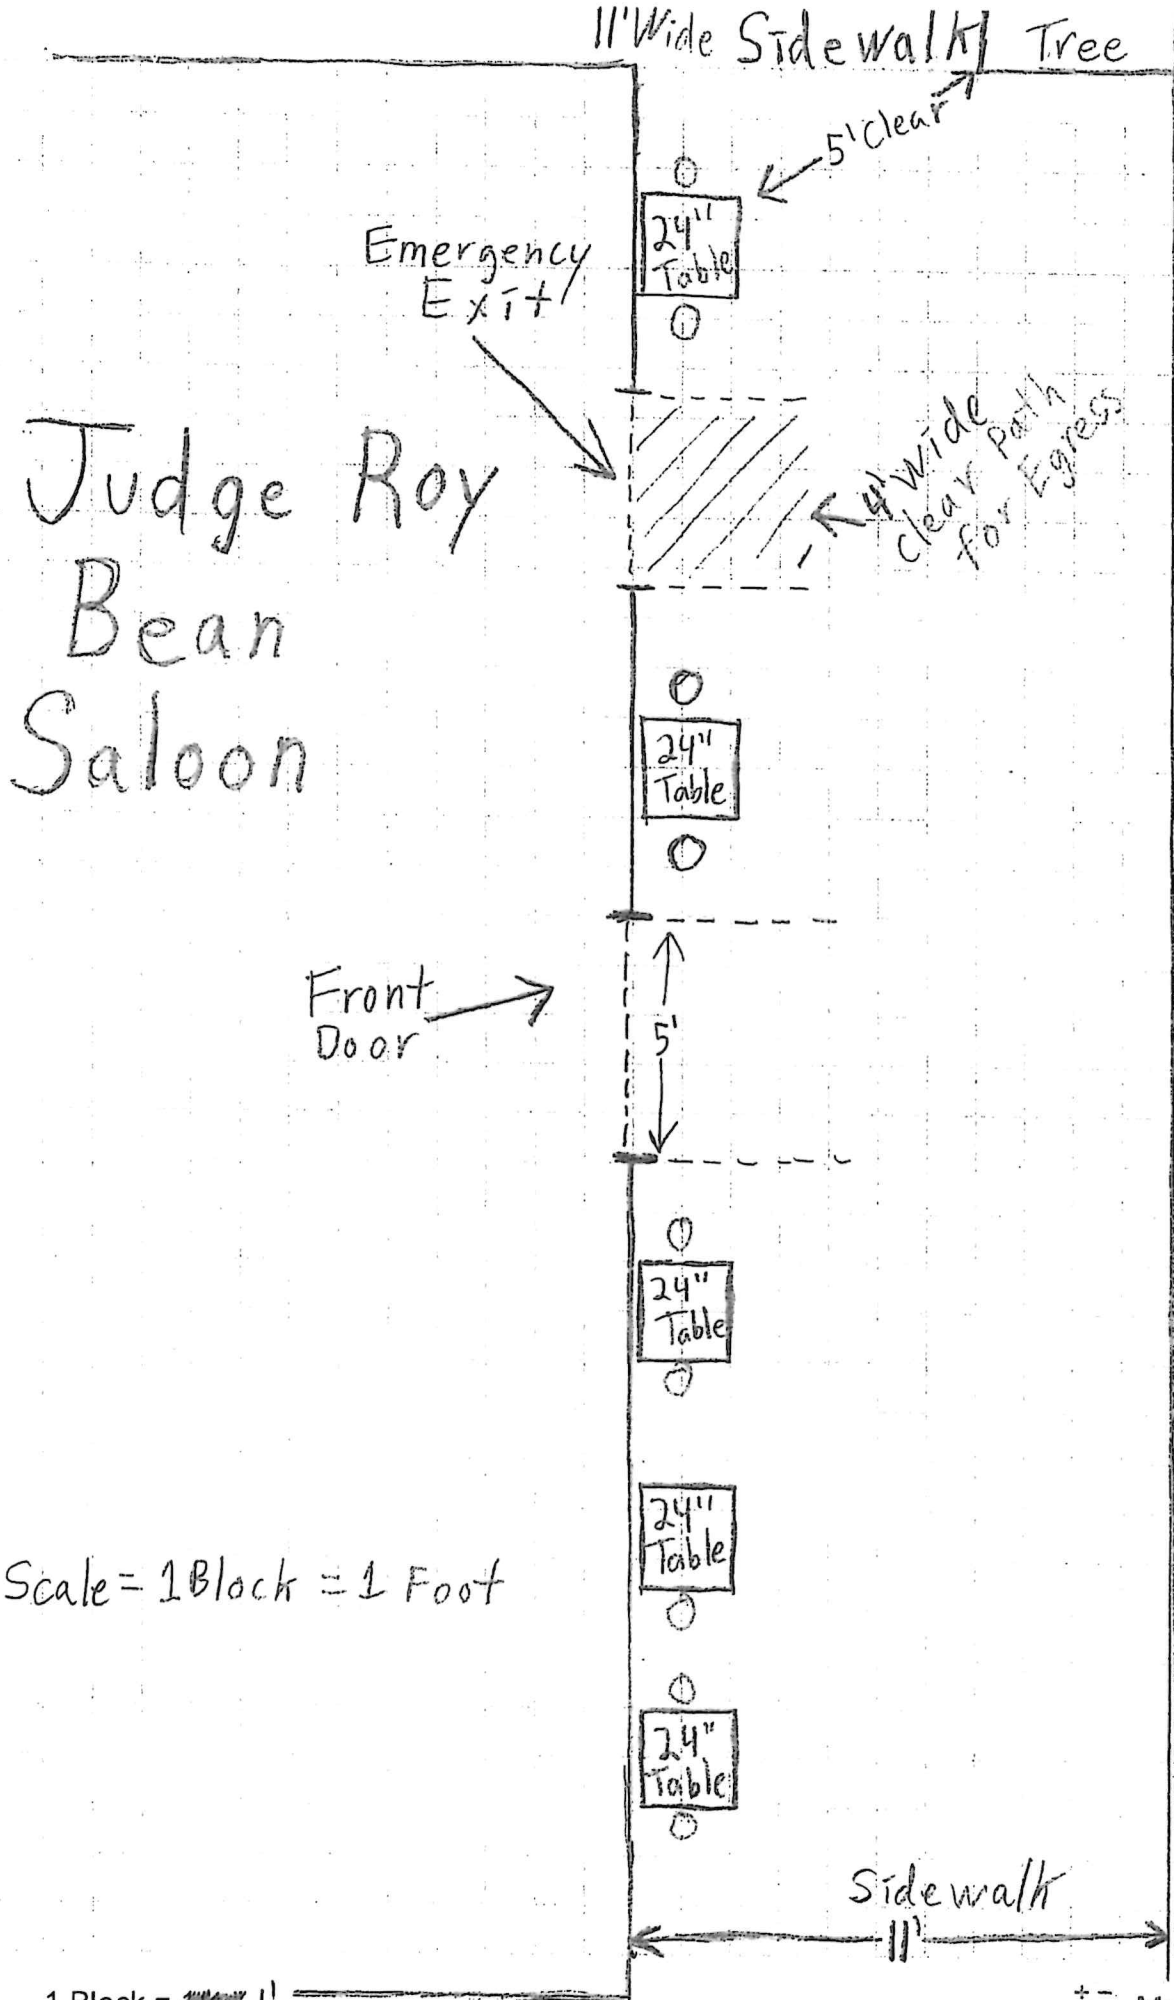 11' Wide Sidewalk Tree
5' Clear
24"
Table
Emergency
Exit
4' Wide
Clear Path
for Egress
Judge Roy
Bean
Saloon
24"
Table
Front
Door
5'
24"
Table
24"
Table
Scale = 1 Block = 1 Foot
24"
Table
Sidewalk
11'
1 Block = 1'